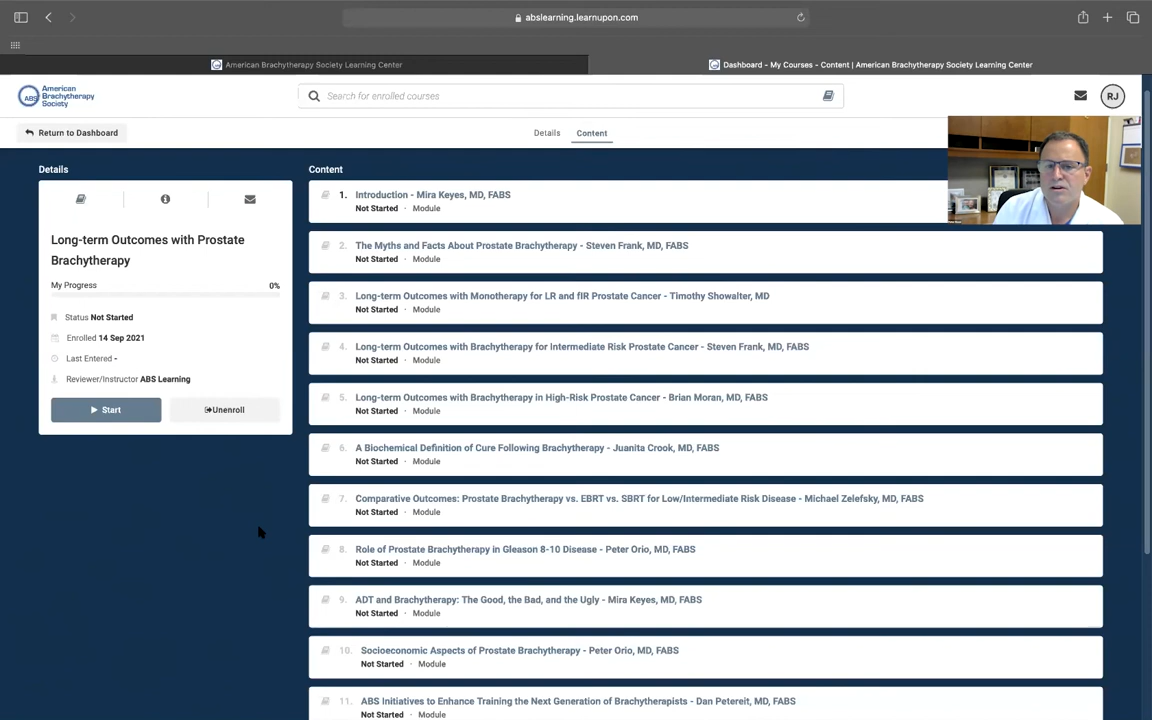 abslearning.learnupon.com
American Brachytherapy Society Learning Center
Dashboard - My Courses - Content | American Brachytherapy Society Learning Center
ABS American
Brachytherapy
Society
Search for enrolled courses
RJ
Return to Dashboard
Details
Content
Details
Long-term Outcomes with Prostate
Brachytherapy
My Progress 0%
Status Not Started
Enrolled 14 Sep 2021
Last Entered -
Reviewer/Instructor ABS Learning
Start
Unenroll
Content
1. Introduction - Mira Keyes, MD, FABS
Not Started · Module
2. The Myths and Facts About Prostate Brachytherapy - Steven Frank, MD, FABS
Not Started · Module
3. Long-term Outcomes with Monotherapy for LR and fIR Prostate Cancer - Timothy Showalter, MD
Not Started · Module
4. Long-term Outcomes with Brachytherapy for Intermediate Risk Prostate Cancer - Steven Frank, MD, FABS
Not Started · Module
5. Long-term Outcomes with Brachytherapy in High-Risk Prostate Cancer - Brian Moran, MD, FABS
Not Started · Module
6. A Biochemical Definition of Cure Following Brachytherapy - Juanita Crook, MD, FABS
Not Started · Module
7. Comparative Outcomes: Prostate Brachytherapy vs. EBRT vs. SBRT for Low/Intermediate Risk Disease - Michael Zelefsky, MD, FABS
Not Started · Module
8. Role of Prostate Brachytherapy in Gleason 8-10 Disease - Peter Orio, MD, FABS
Not Started · Module
9. ADT and Brachytherapy: The Good, the Bad, and the Ugly - Mira Keyes, MD, FABS
Not Started · Module
10. Socioeconomic Aspects of Prostate Brachytherapy - Peter Orio, MD, FABS
Not Started · Module
11. ABS Initiatives to Enhance Training the Next Generation of Brachytherapists - Dan Petereit, MD, FABS
Not Started · Module